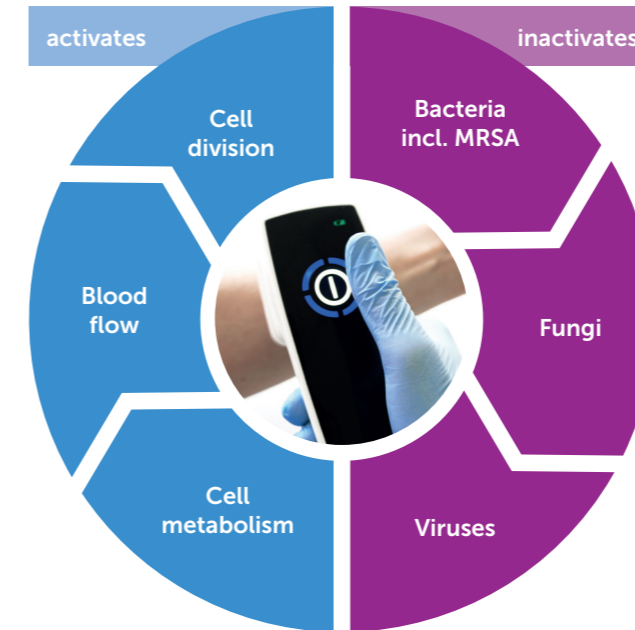 activates
inactivates
Cell
division
Bacteria
incl. MRSA
Blood
flow
Fungi
Cell
metabolism
Viruses